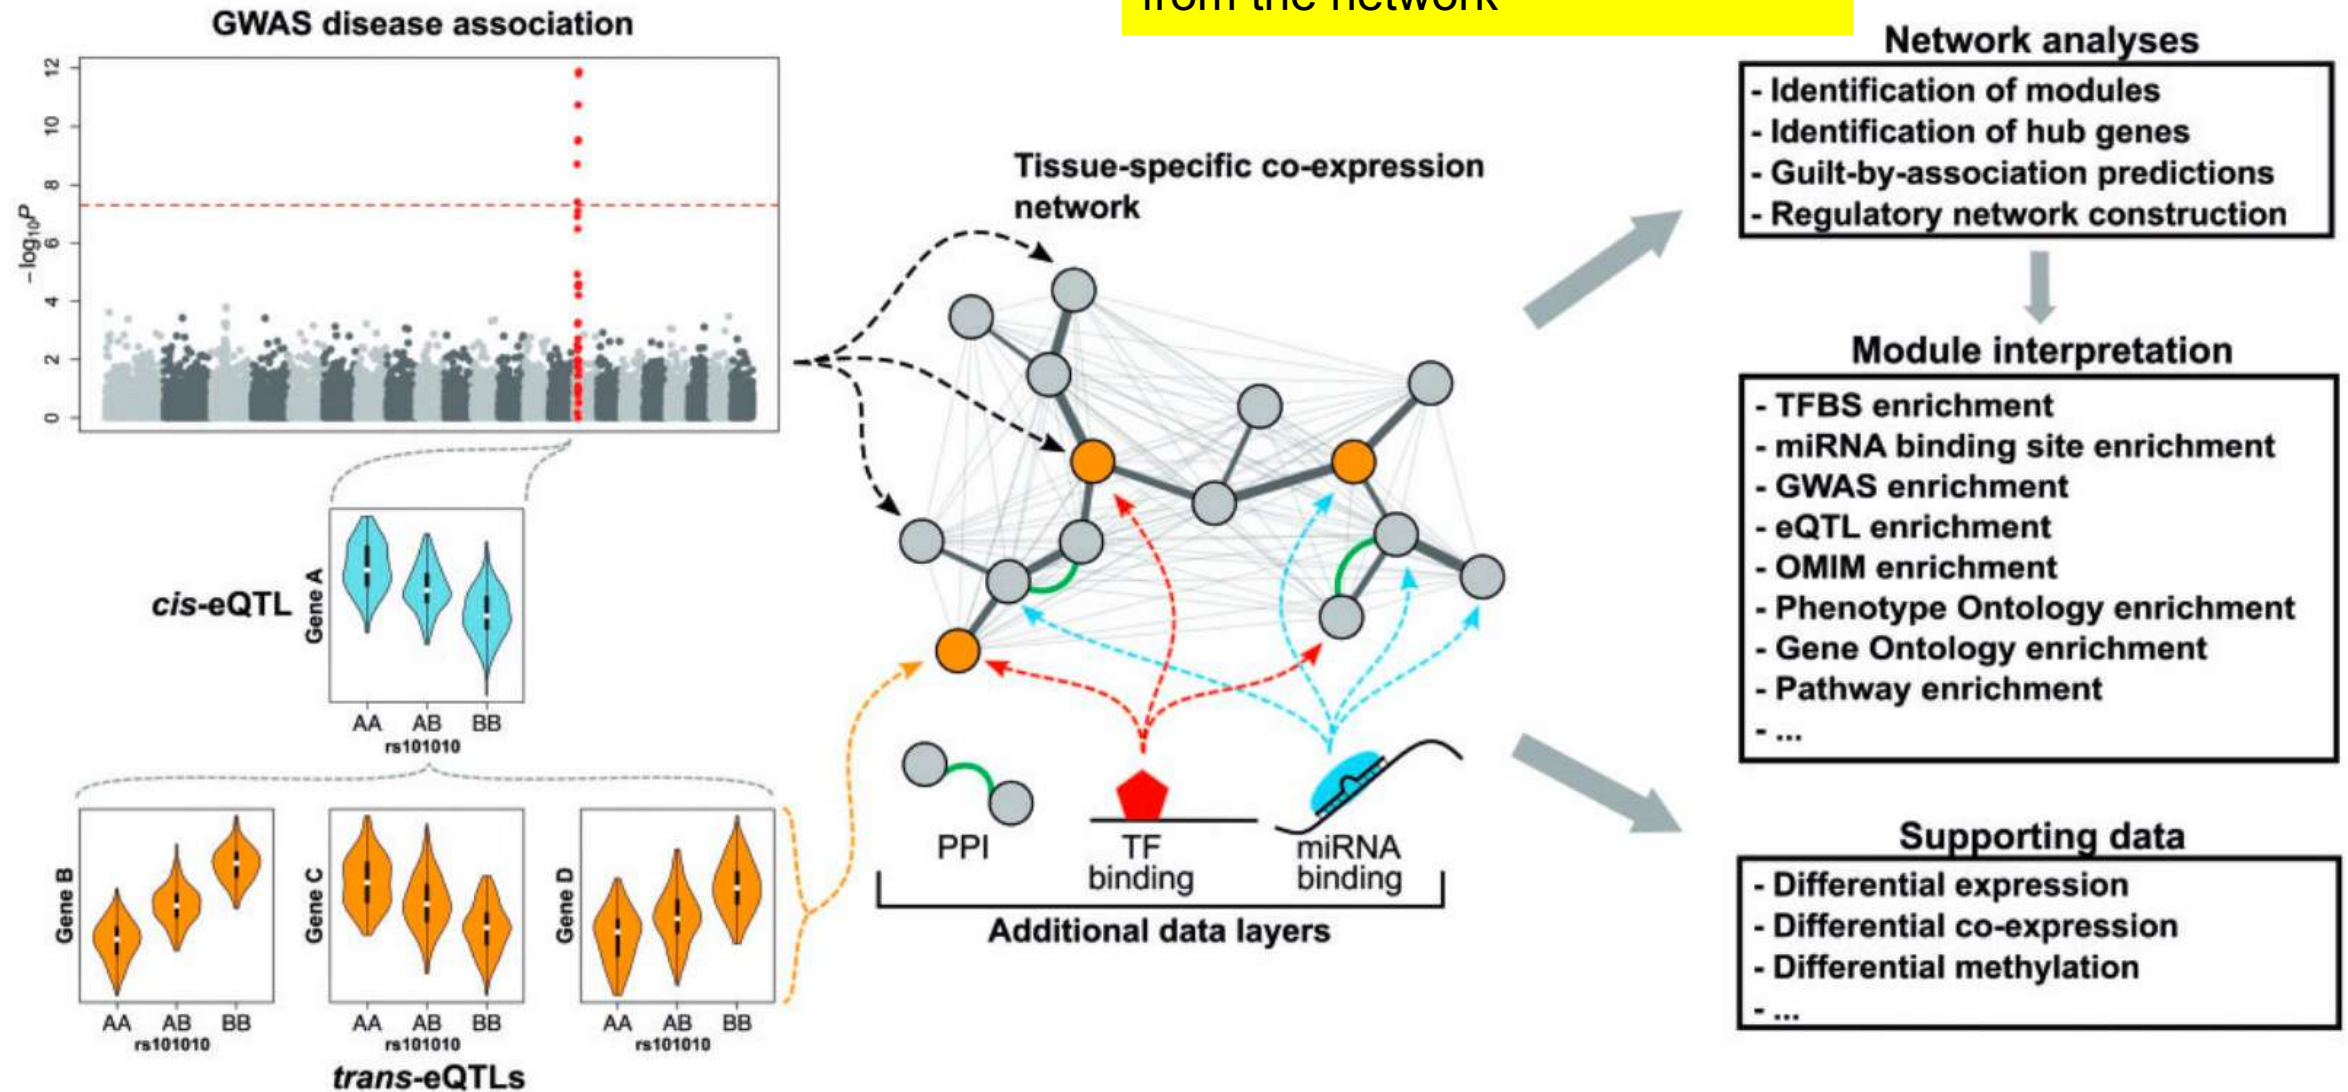 from the network
GWAS disease association
12
10
8
6
4
2
0
−log10P
cis-eQTL
Gene A
AA AB BB
rs101010
Gene B
AA AB BB
rs101010
Gene C
AA AB BB
rs101010
Gene D
AA AB BB
rs101010
trans-eQTLs
Tissue-specific co-expression
network
PPI
TF
binding
miRNA
binding
Additional data layers
Network analyses
- Identification of modules
- Identification of hub genes
- Guilt-by-association predictions
- Regulatory network construction
Module interpretation
- TFBS enrichment
- miRNA binding site enrichment
- GWAS enrichment
- eQTL enrichment
- OMIM enrichment
- Phenotype Ontology enrichment
- Gene Ontology enrichment
- Pathway enrichment
- ...
Supporting data
- Differential expression
- Differential co-expression
- Differential methylation
- ...